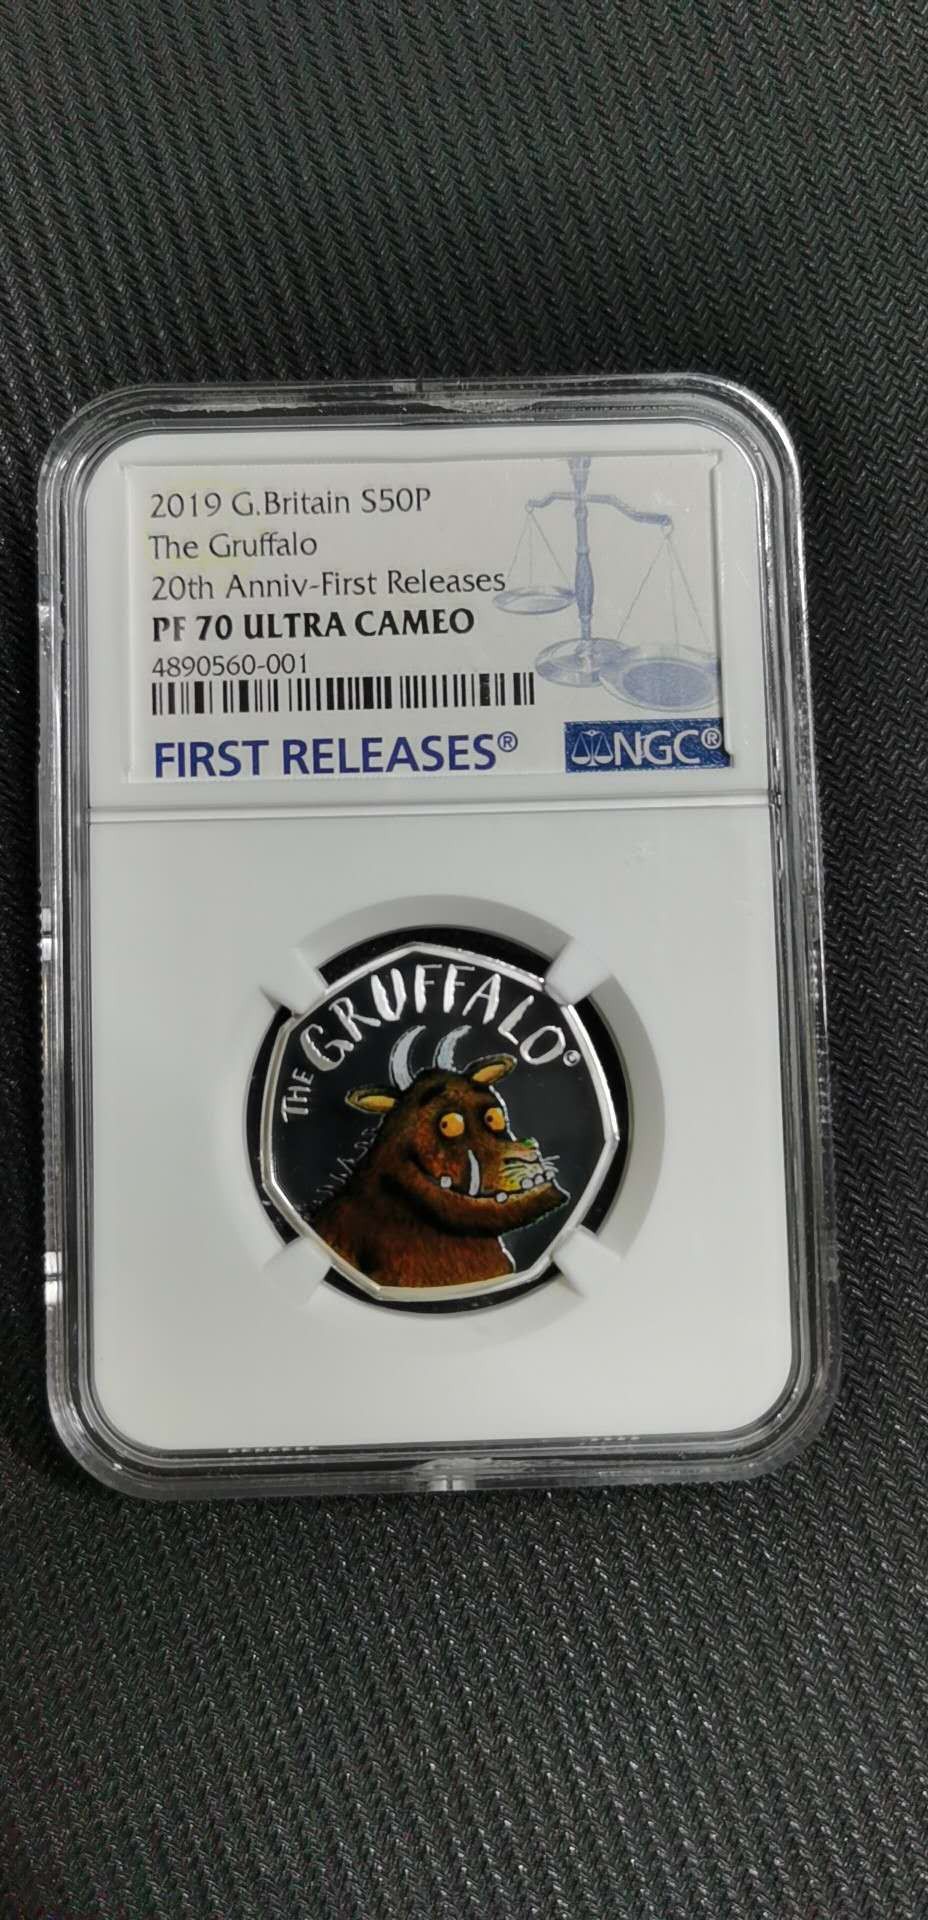 2019 G.Britain S50P
The Gruffalo
20th Anniv-First Releases
PF 70 ULTRA CAMEO
4890560-001
FIRST RELEASES®
NGC®
THE GRUFFALO